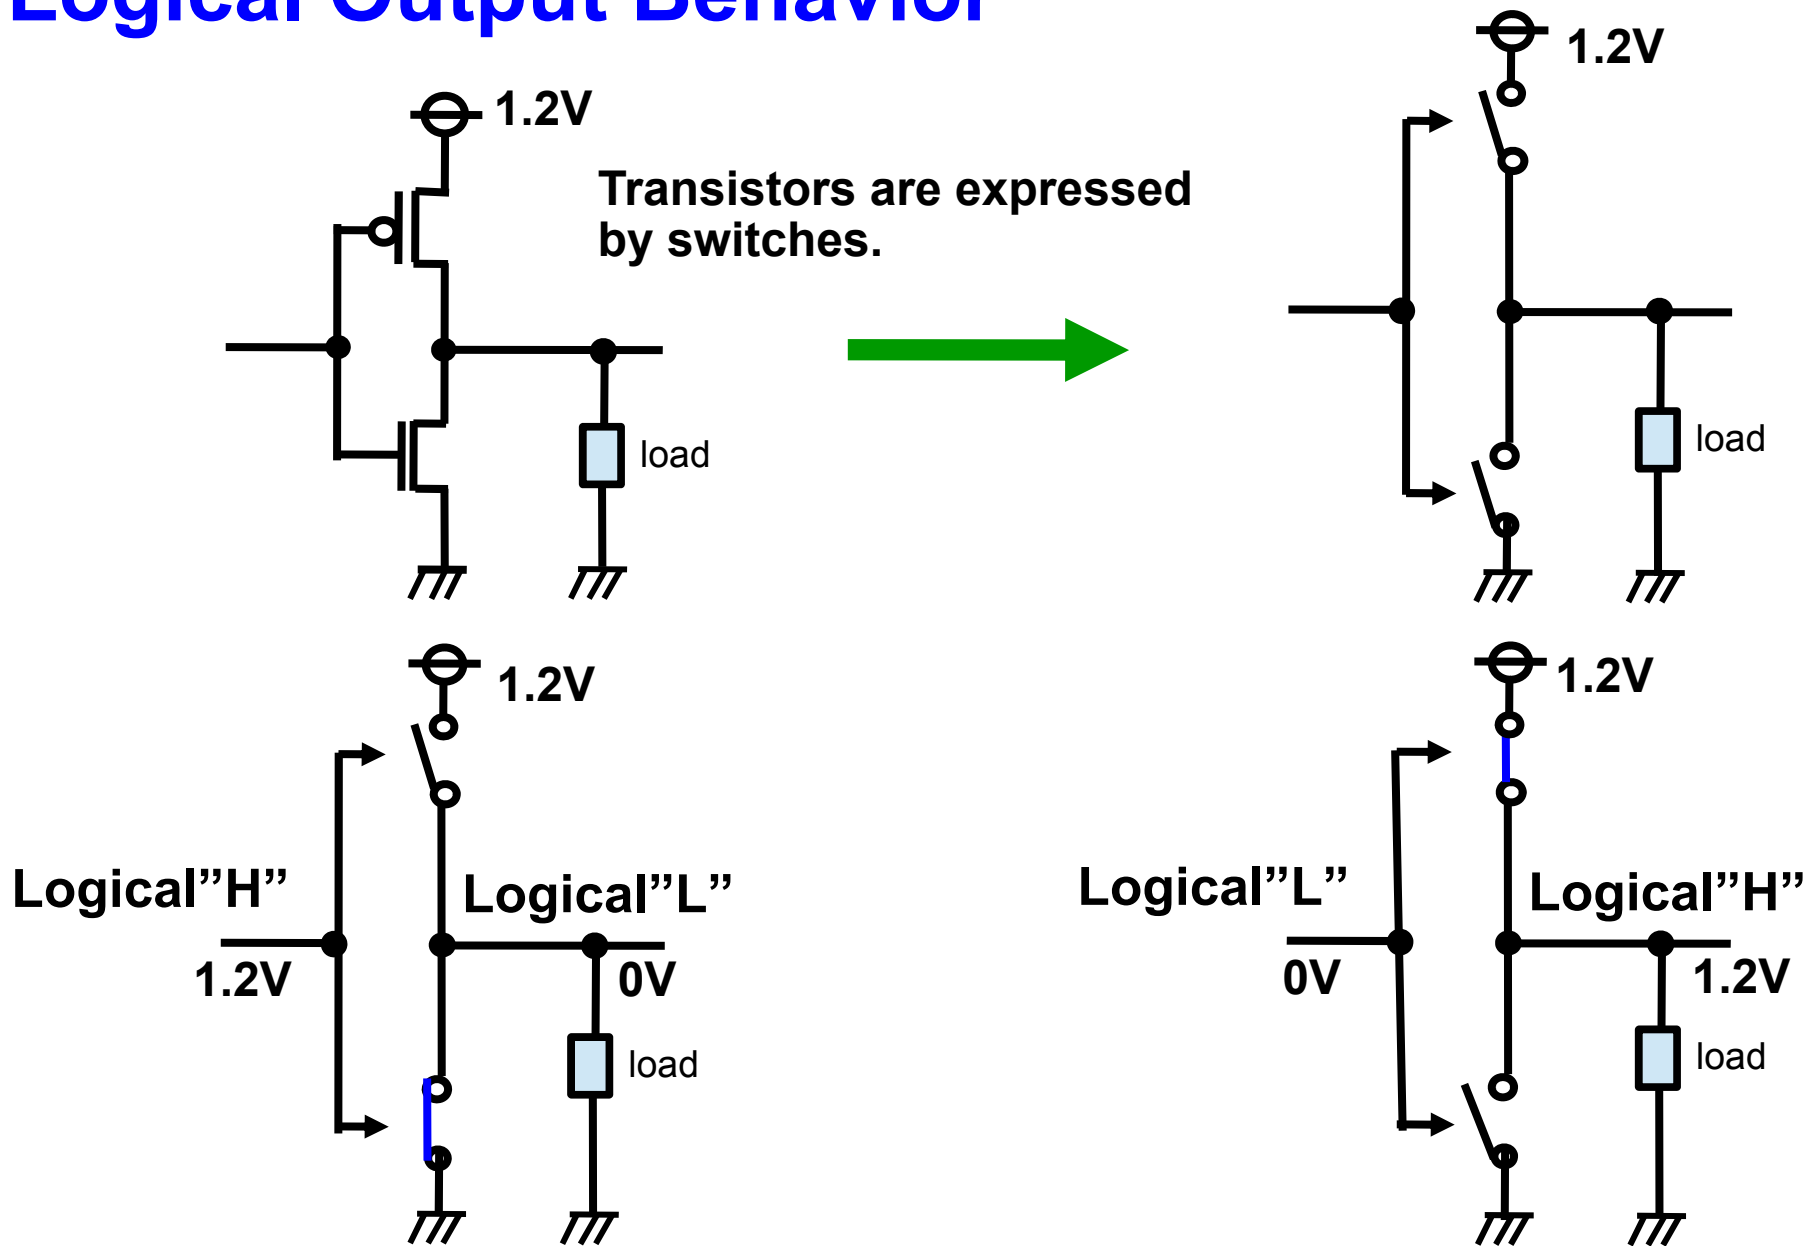 Logical Output Behavior
1.2V
1.2V
Transistors are expressed
by switches.
load
load
1.2V
1.2V
Logical”H”
Logical”L”
Logical”L”
Logical”H”
1.2V
0V
0V
1.2V
load
load